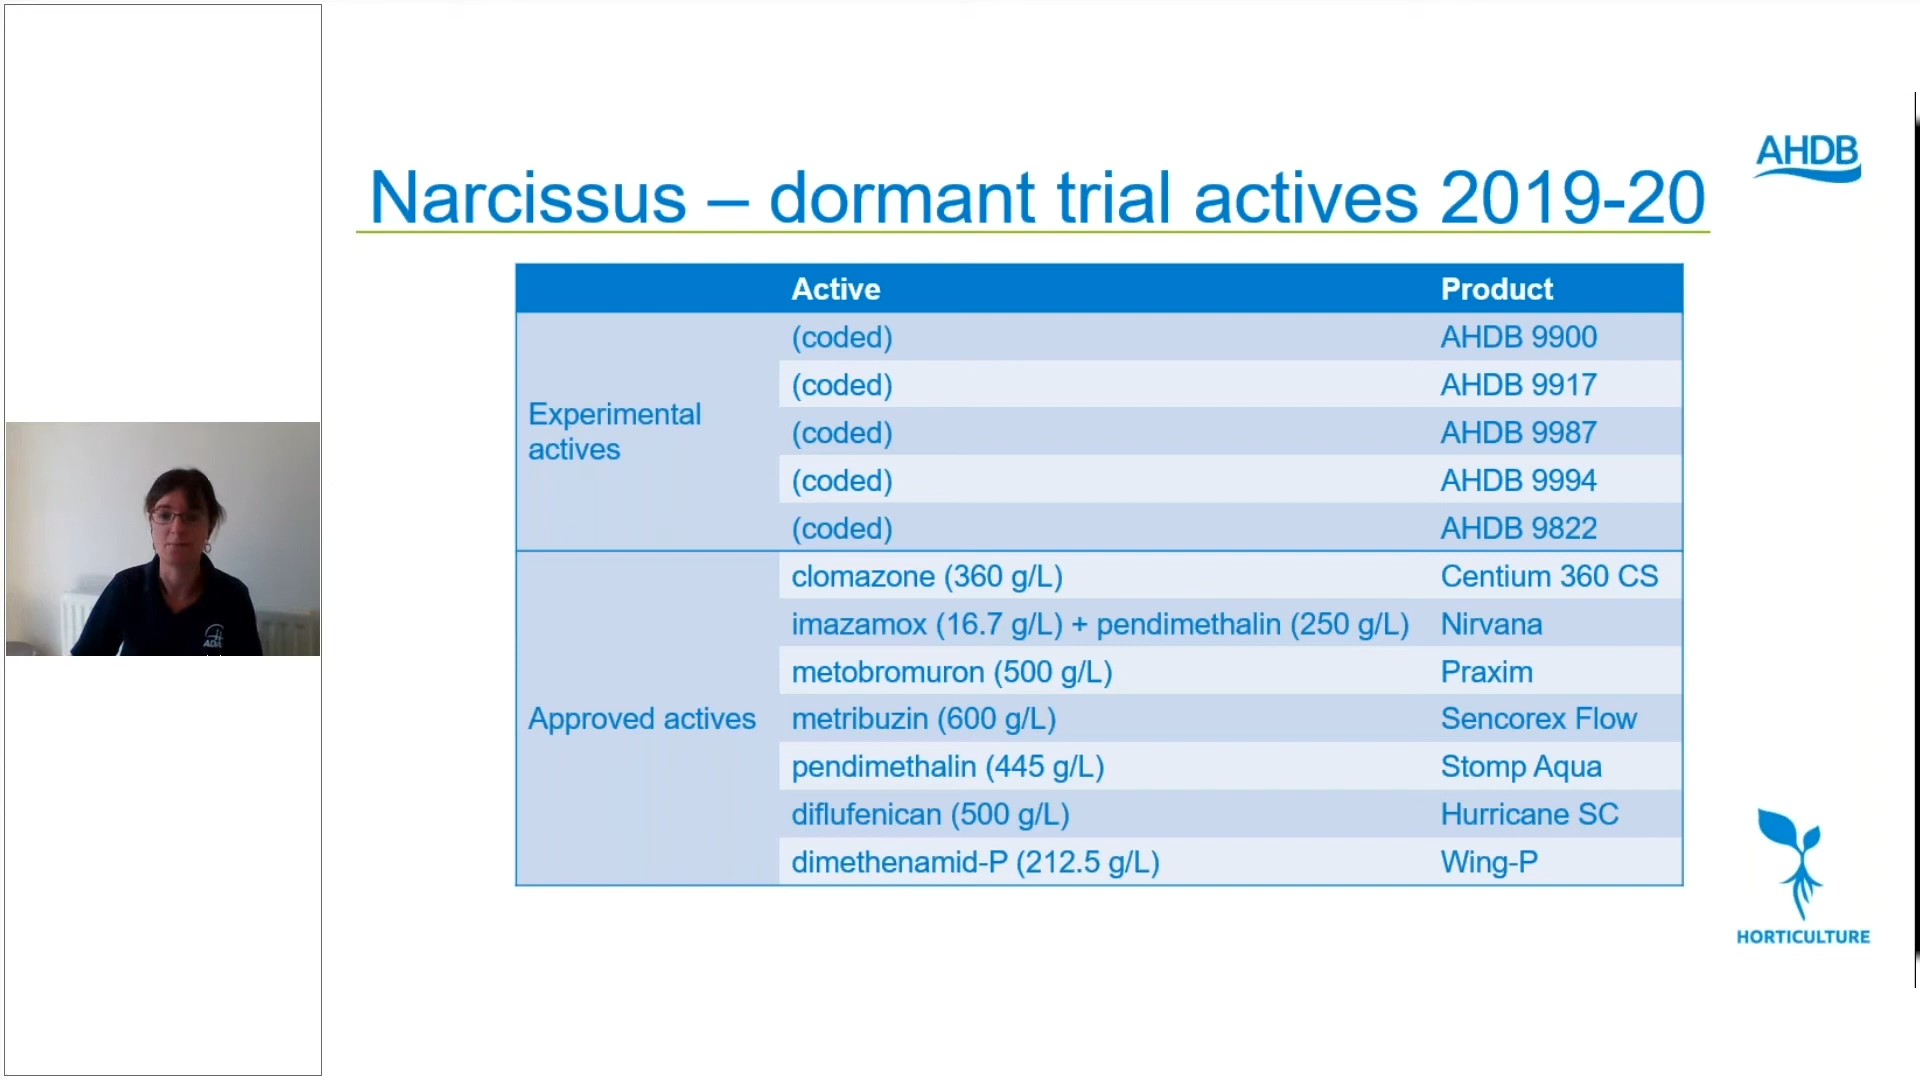 AHDB
Narcissus – dormant trial actives 2019-20
Active Product
Experimental
actives
(coded) AHDB 9900
(coded) AHDB 9917
(coded) AHDB 9987
(coded) AHDB 9994
(coded) AHDB 9822
Approved actives
clomazone (360 g/L) Centium 360 CS
imazamox (16.7 g/L) + pendimethalin (250 g/L) Nirvana
metobromuron (500 g/L) Praxim
metribuzin (600 g/L) Sencorex Flow
pendimethalin (445 g/L) Stomp Aqua
diflufenican (500 g/L) Hurricane SC
dimethenamid-P (212.5 g/L) Wing-P
HORTICULTURE